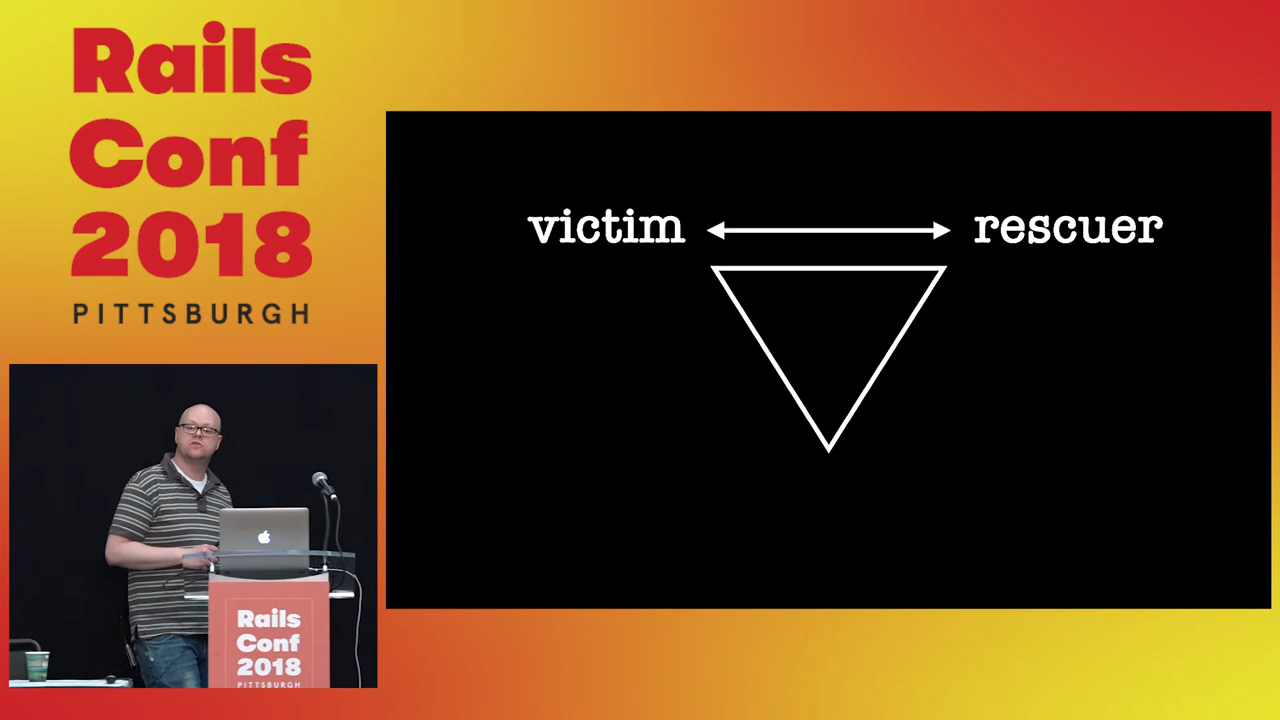 Rails
Conf
2018
PITTSBURGH
victim rescuer
Rails
Conf
2018
PITTSBURGH